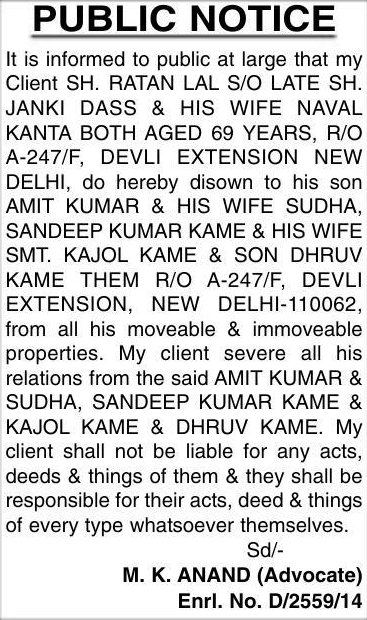 PUBLIC NOTICE
It is informed to public at large that my
Client SH. RATAN LAL S/O LATE SH.
JANKI DASS & HIS WIFE NAVAL
KANTA BOTH AGED 69 YEARS, R/O
A-247/F, DEVLI EXTENSION NEW
DELHI, do hereby disown to his son
AMIT KUMAR & HIS WIFE SUDHA,
SANDEEP KUMAR KAME & HIS WIFE
SMT. KAJOL KAME & SON DHRUV
KAME THEM R/O A-247/F, DEVLI
EXTENSION, NEW DELHI-110062,
from all his moveable & immoveable
properties. My client severe all his
relations from the said AMIT KUMAR &
SUDHA, SANDEEP KUMAR KAME &
KAJOL KAME & DHRUV KAME. My
client shall not be liable for any acts,
deeds & things of them & they shall be
responsible for their acts, deed & things
of every type whatsoever themselves.
Sd/-
M. K. ANAND (Advocate)
Enrl. No. D/2559/14